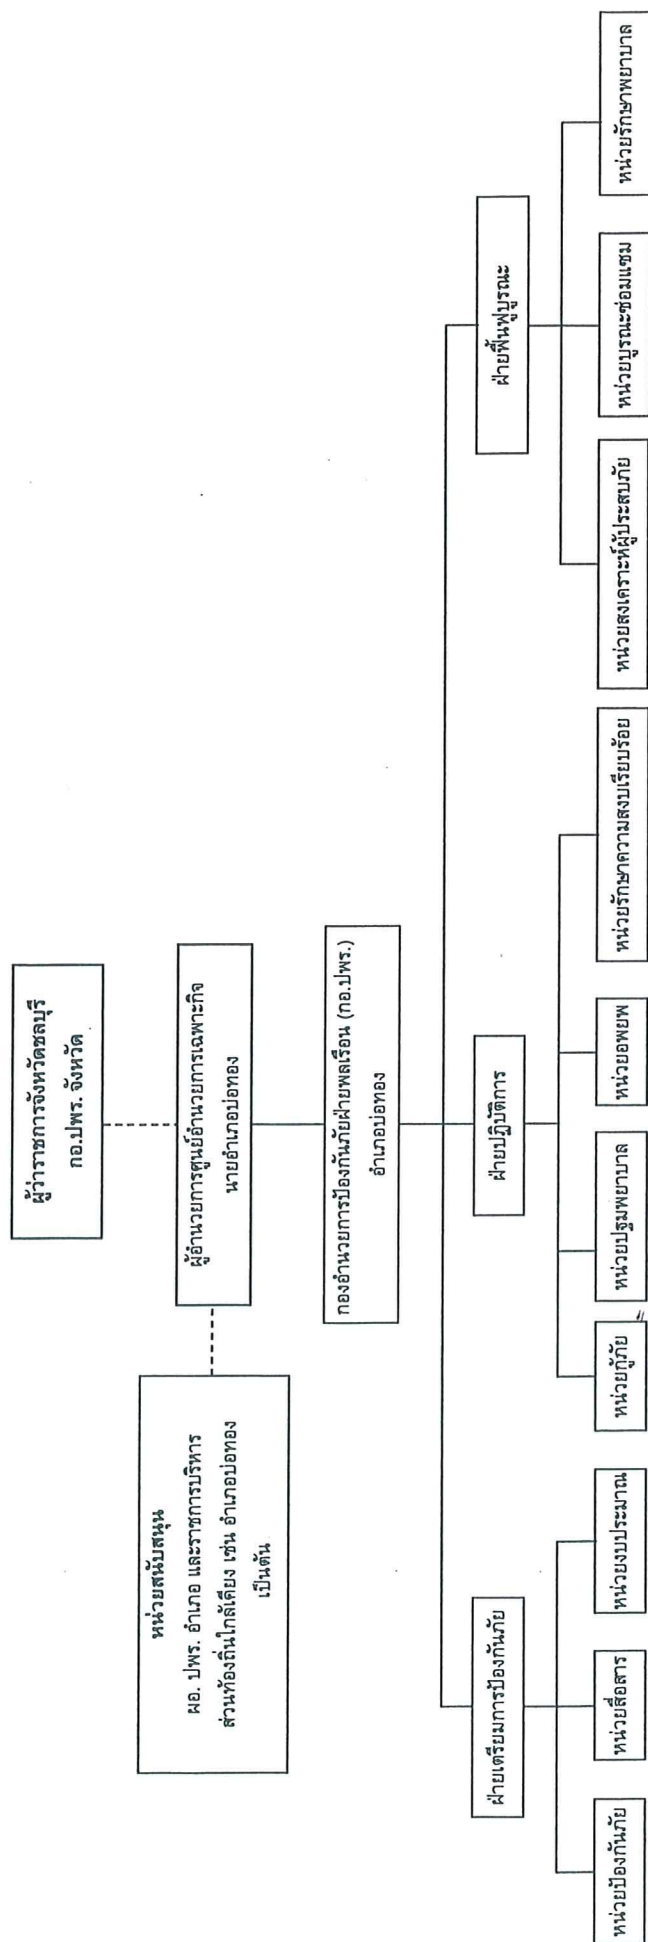 ผู้ว่าราชการจังหวัดชลบุรี
กอ.ปพร. จังหวัด
ผู้อำนวยการศูนย์อำนวยการเฉพาะกิจ
นายอำเภอบ่อทอง
หน่วยสนับสนุน
ผอ. ปพร. อำเภอ และราชการบริหาร
ส่วนท้องถิ่นใกล้เคียง เช่น อำเภอบ่อทอง
เป็นต้น
กองอำนวยการป้องกันภัยฝ่ายพลเรือน (กอ.ปพร.)
อำเภอบ่อทอง
ฝ่ายเตรียมการป้องกันภัย
ฝ่ายปฏิบัติการ
ฝ่ายฟื้นฟูบูรณะ
หน่วยป้องกันภัย
หน่วยสื่อสาร
หน่วยงบประมาณ
หน่วยกู้ภัย
หน่วยปฐมพยาบาล
หน่วยอพยพ
หน่วยรักษาความสงบเรียบร้อย
หน่วยสงเคราะห์ผู้ประสบภัย
หน่วยบูรณะซ่อมแซม
หน่วยรักษาพยาบาล